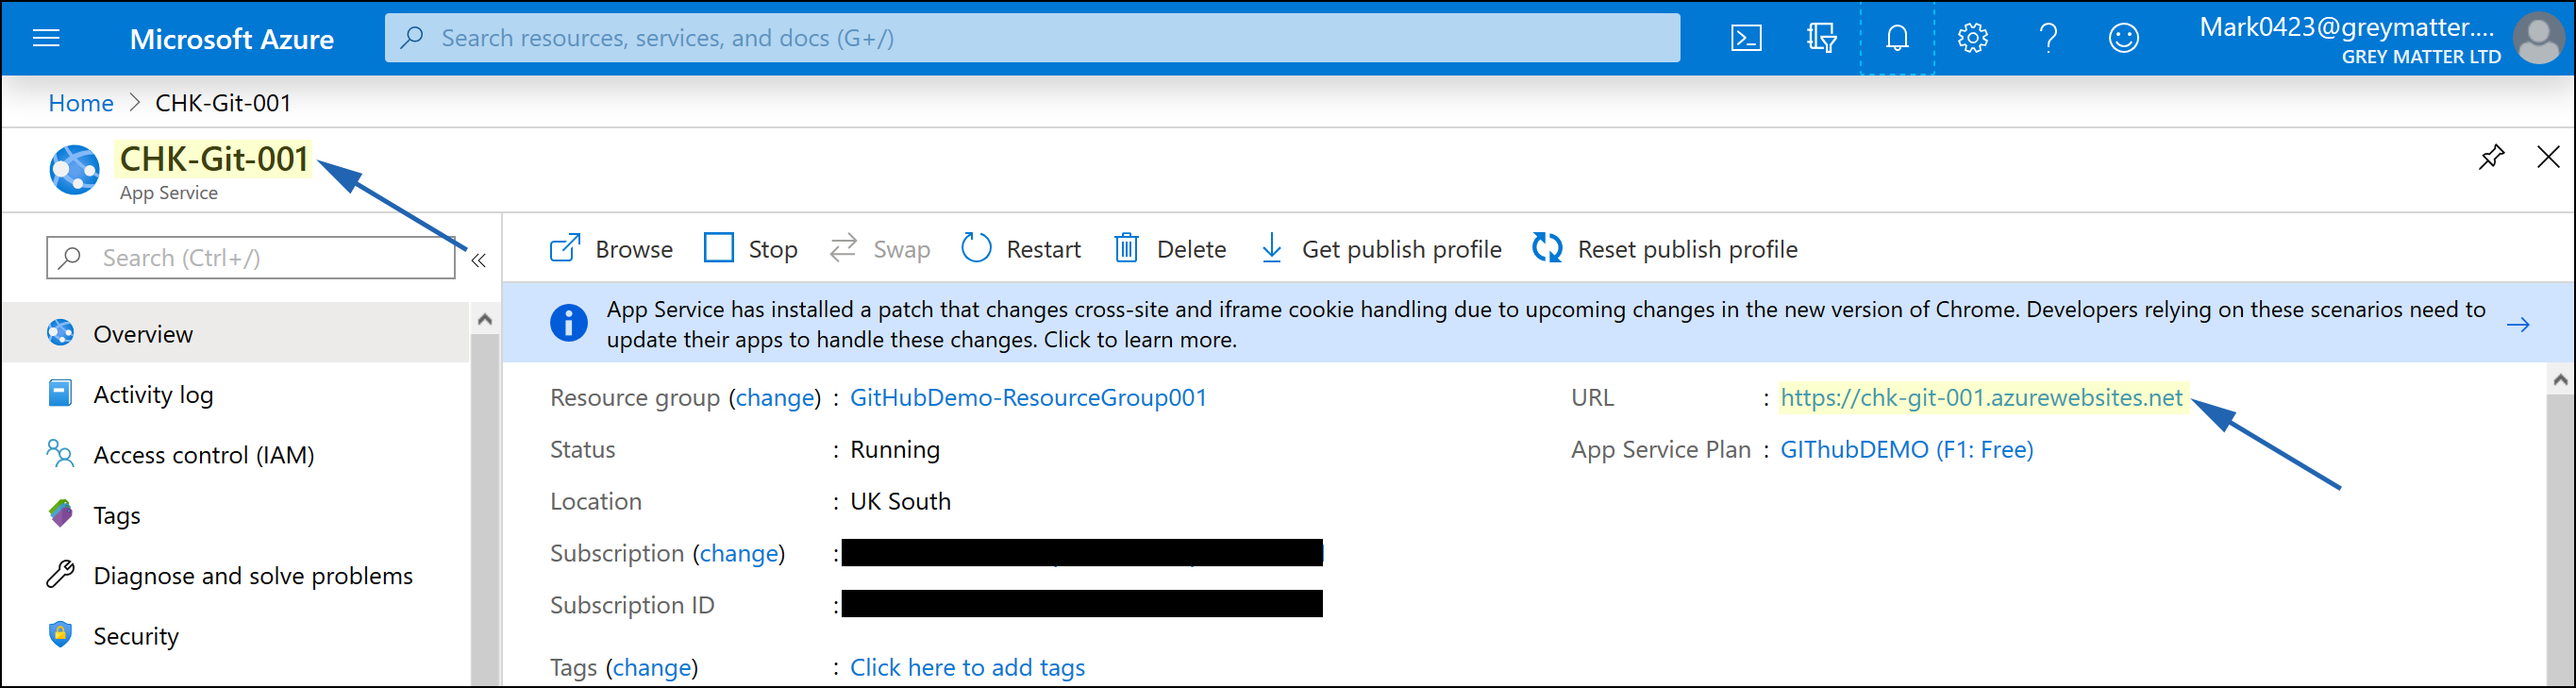 Microsoft Azure
Search resources, services, and docs (G+/)
Mark0423@greymatter....
GREY MATTER LTD
Home > CHK-Git-001
CHK-Git-001
App Service
Search (Ctrl+/)
«
Overview
Activity log
Access control (IAM)
Tags
Diagnose and solve problems
Security
Browse Stop Swap Restart Delete Get publish profile Reset publish profile
App Service has installed a patch that changes cross-site and iframe cookie handling due to upcoming changes in the new version of Chrome. Developers relying on these scenarios need to
update their apps to handle these changes. Click to learn more.
Resource group (change) : GitHubDemo-ResourceGroup001
Status : Running
Location : UK South
Subscription (change) :
Subscription ID :
Tags (change) : Click here to add tags
URL : https://chk-git-001.azurewebsites.net
App Service Plan : GIThubDEMO (F1: Free)